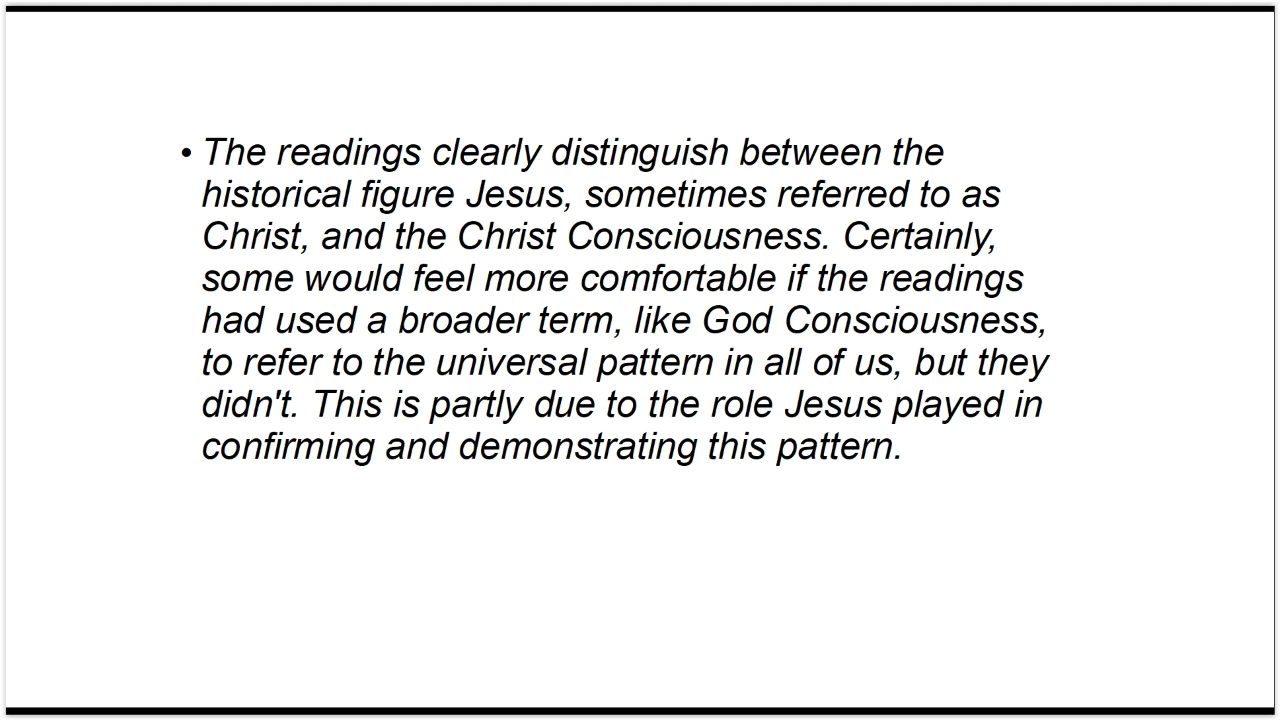 • The readings clearly distinguish between the
historical figure Jesus, sometimes referred to as
Christ, and the Christ Consciousness. Certainly,
some would feel more comfortable if the readings
had used a broader term, like God Consciousness,
to refer to the universal pattern in all of us, but they
didn't. This is partly due to the role Jesus played in
confirming and demonstrating this pattern.